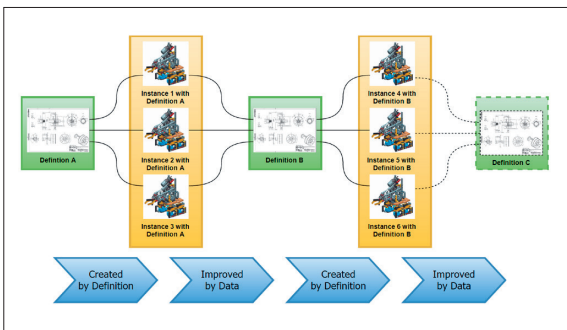 Instance 1 with
Definition A
Instance 2 with
Definition A
Instance 3 with
Definition A
Defintion A
Definition B
Instance 4 with
Definition B
Instance 5 with
Definition B
Instance 6 with
Definition B
Definition C
Created
by Definition
Improved
by Data
Created
by Definition
Improved
by Data